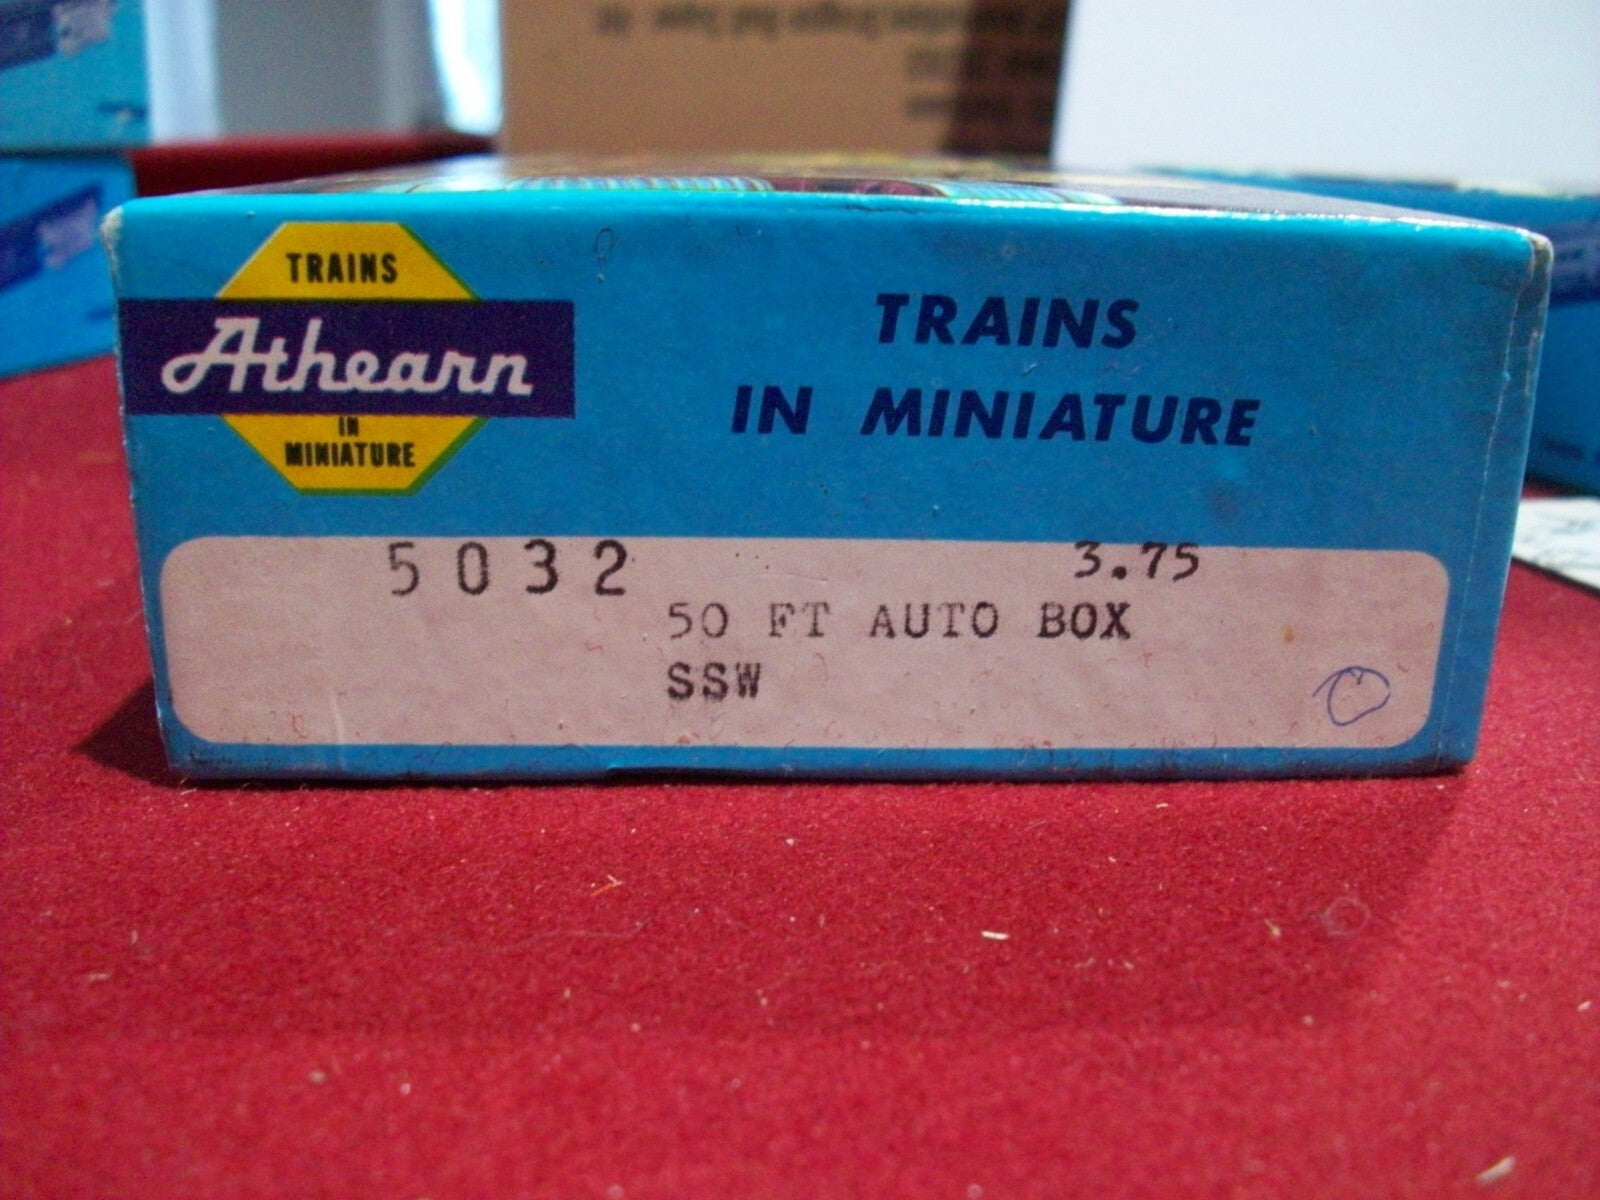 TRAINS
Athearn
IN
MINIATURE
TRAINS
IN MINIATURE
5032
3.75
50 FT AUTO BOX
SSW